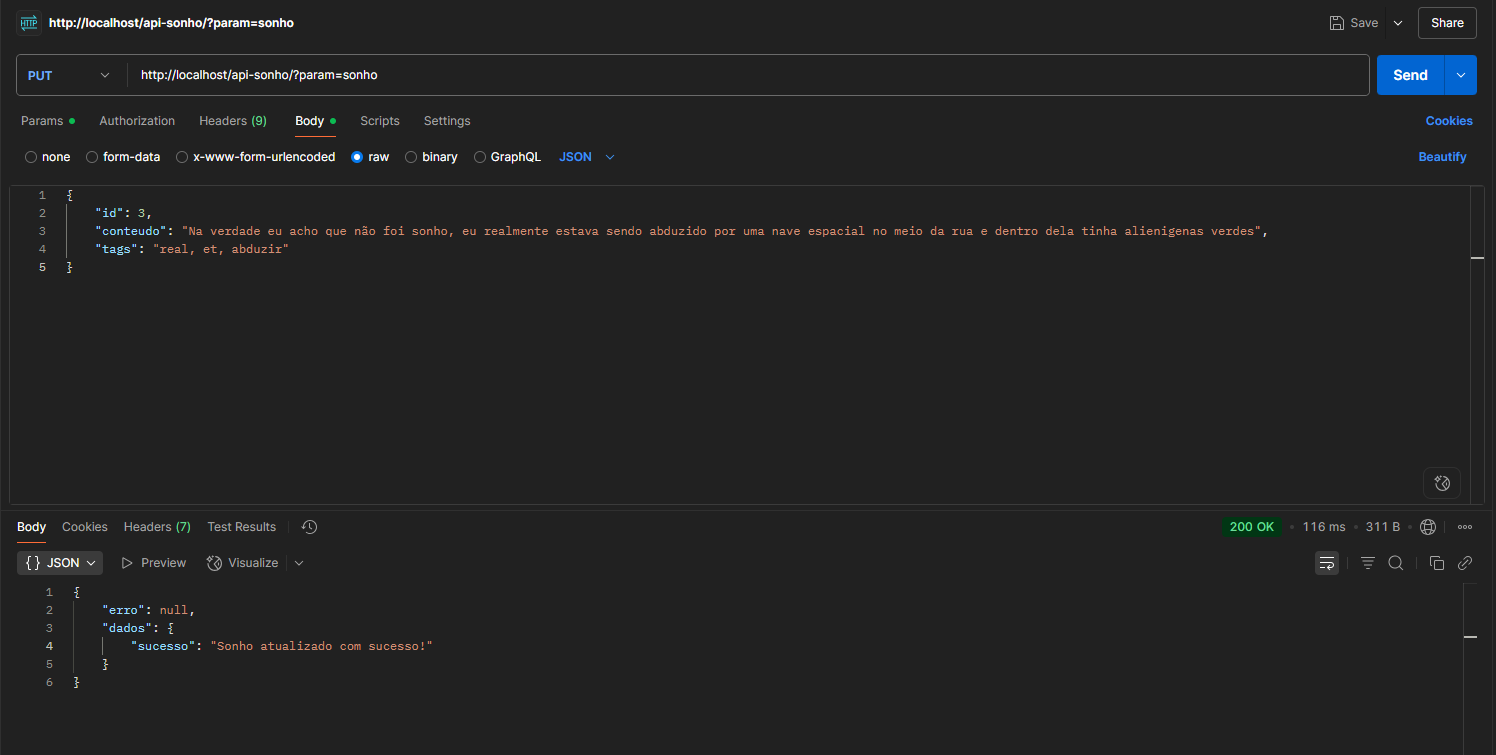 HTTP http://localhost/api-sonho/?param=sonho Save Share
PUT http://localhost/api-sonho/?param=sonho Send
Params Authorization Headers (9) Body Scripts Settings Cookies
none form-data x-www-form-urlencoded raw binary GraphQL JSON Beautify
1 {
2 "id": 3,
3 "conteudo": "Na verdade eu acho que não foi sonho, eu realmente estava sendo abduzido por uma nave espacial no meio da rua e dentro dela tinha alienigenas verdes",
4 "tags": "real, et, abduzir"
5 }
Body Cookies Headers (7) Test Results 200 OK • 116 ms • 311 B •
{} JSON Preview Visualize
1 {
2 "erro": null,
3 "dados": {
4 "sucesso": "Sonho atualizado com sucesso!"
5 }
6 }